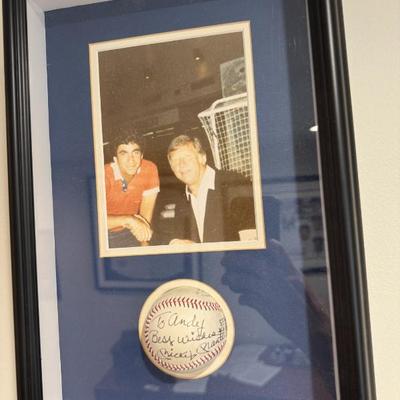 To Andy
Best Wishes
Mickey Mantle